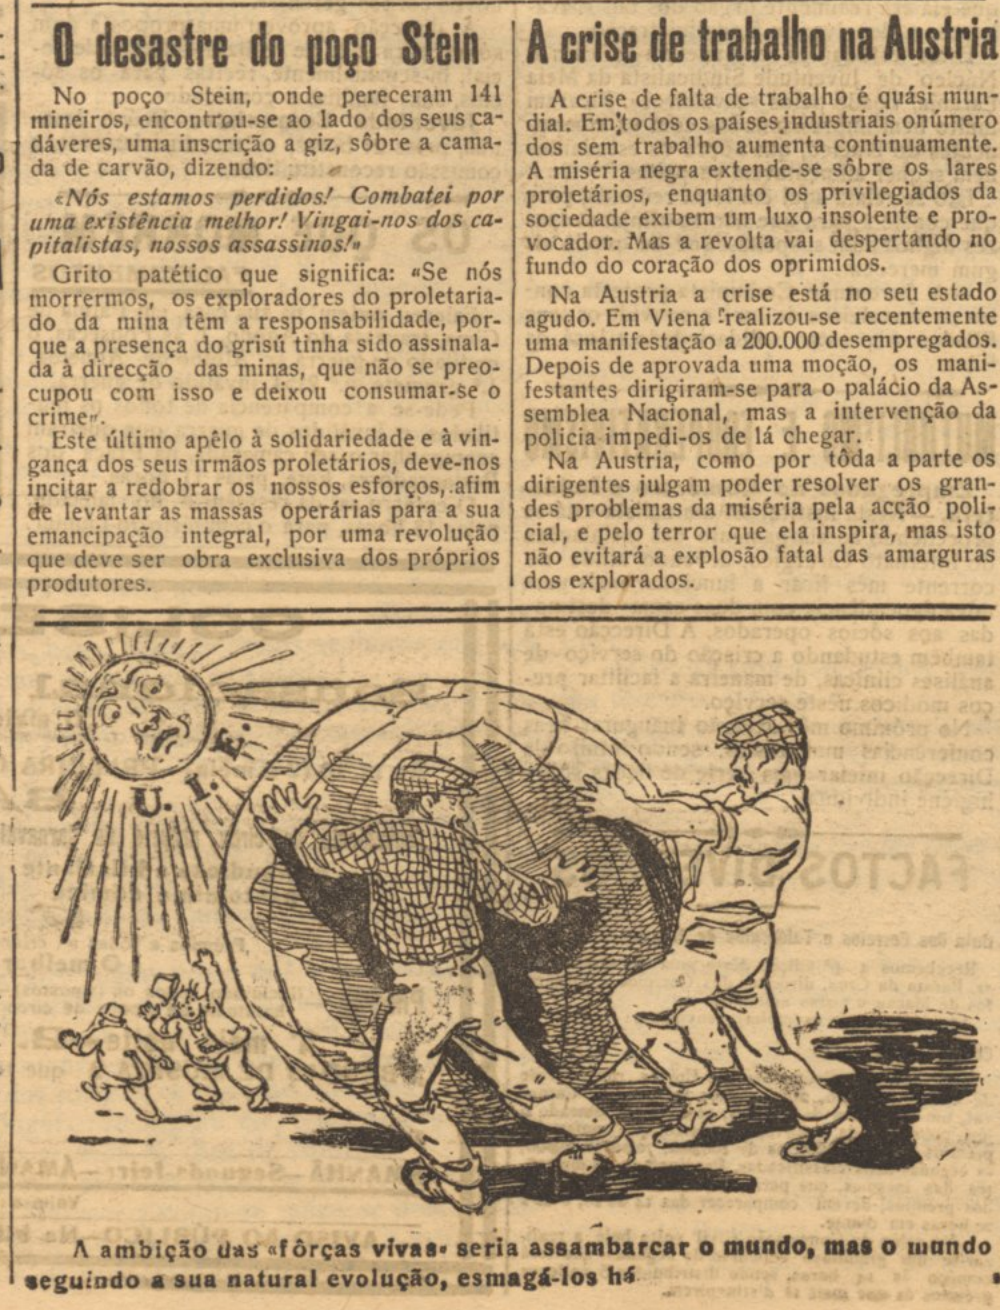 O desastre do poço Stein
No poço Stein, onde pereceram 141
mineiros, encontrou-se ao lado dos seus ca-
dáveres, uma inscrição a giz, sôbre a cama-
da de carvão, dizendo:
«Nós estamos perdidos! Combatei por
uma existência melhor! Vingai-nos dos ca-
pitalistas, nossos assassinos!»
Grito patético que significa: «Se nós
morrermos, os exploradores do proletaria-
do da mina têm a responsabilidade, por-
que a presença do grisú tinha sido assinala-
da à direcção das minas, que não se preo-
cupou com isso e deixou consumar-se o
crime».
Este último apêlo à solidariedade e à vin-
gança dos seus irmãos proletários, deve-nos
incitar a redobrar os nossos esforços, afim
de levantar as massas operárias para a sua
emancipação integral, por uma revolução
que deve ser obra exclusiva dos próprios
produtores.
A crise de trabalho na Austria
A crise de falta de trabalho é quási mun-
dial. Em todos os países industriais onúmero
dos sem trabalho aumenta continuamente.
A miséria negra extende-se sôbre os lares
proletários, enquanto os privilegiados da
sociedade exibem um luxo insolente e pro-
vocador. Mas a revolta vai despertando no
fundo do coração dos oprimidos.
Na Austria a crise está no seu estado
agudo. Em Viena realizou-se recentemente
uma manifestação a 200.000 desempregados.
Depois de aprovada uma moção, os mani-
festantes dirigiram-se para o palácio da As-
semblea Nacional, mas a intervenção da
policia impedi-os de lá chegar.
Na Austria, como por tôda a parte os
dirigentes julgam poder resolver os gran-
des problemas da miséria pela acção poli-
cial, e pelo terror que ela inspira, mas isto
não evitará a explosão fatal das amarguras
dos explorados.
U. I. E.
A ambição das «fôrças vivas» seria assambarcar o mundo, mas o mundo
seguindo a sua natural evolução, esmagá-los há